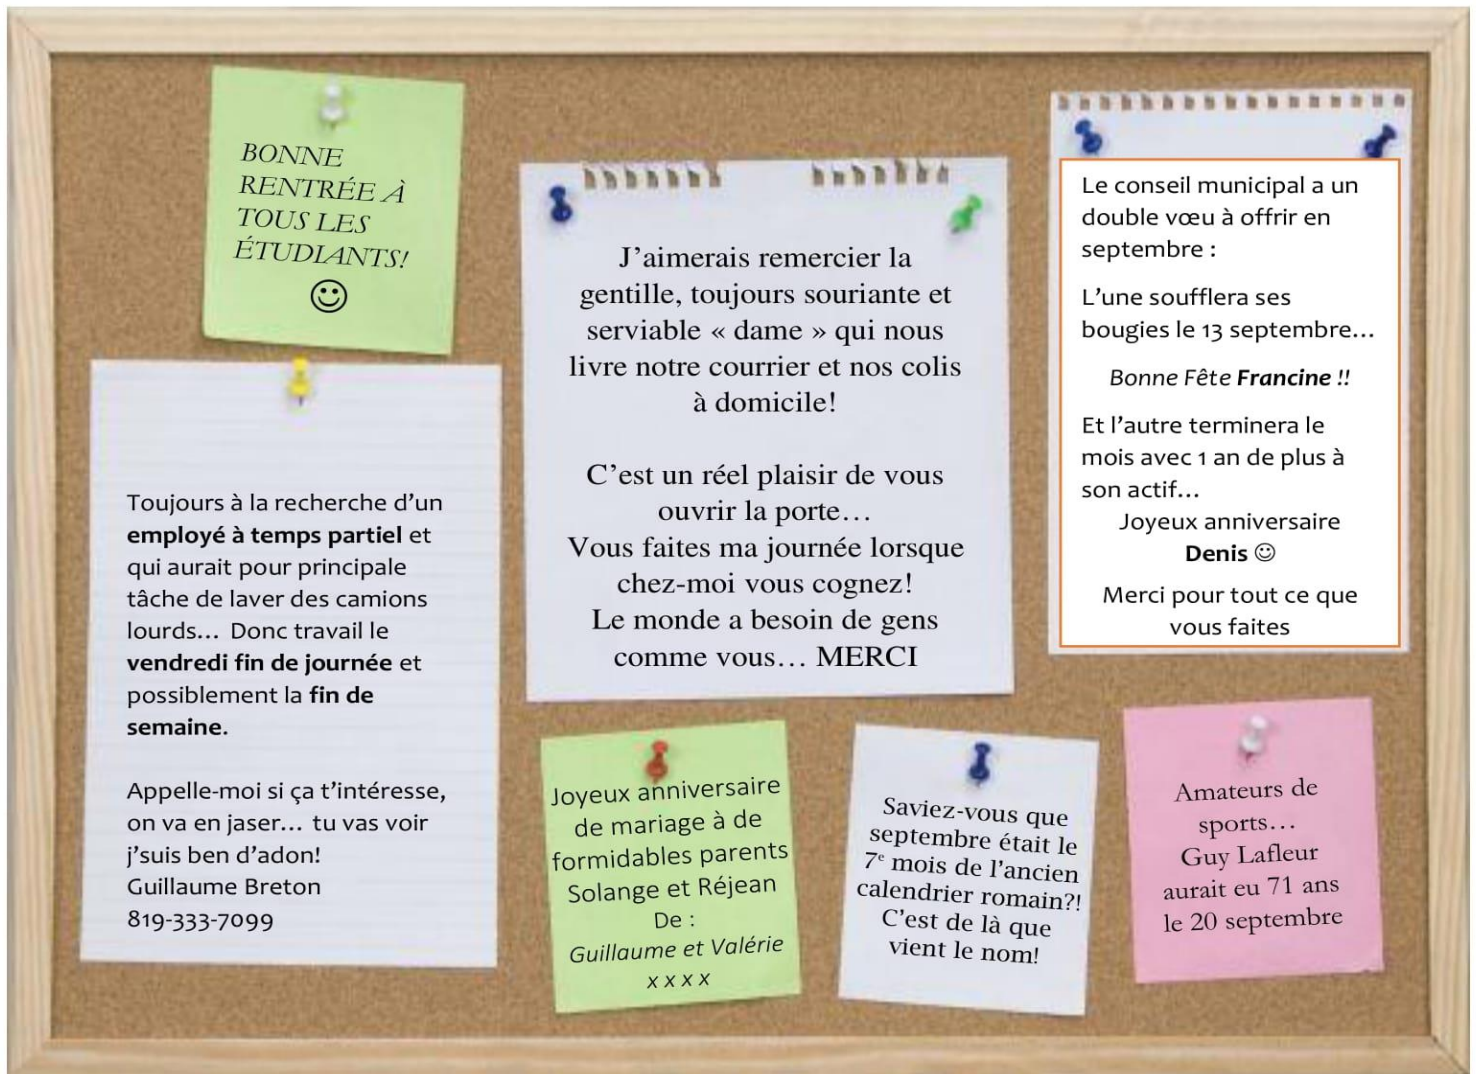 BONNE
RENTRÉE À
TOUS LES
ÉTUDIANTS!
Toujours à la recherche d'un
employé à temps partiel et
qui aurait pour principale
tâche de laver des camions
lourds… Donc travail le
vendredi fin de journée et
possiblement la fin de
semaine.
Appelle-moi si ça t'intéresse,
on va en jaser… tu vas voir
j'suis ben d'adon!
Guillaume Breton
819-333-7099
J'aimerais remercier la
gentille, toujours souriante et
serviable « dame » qui nous
livre notre courrier et nos colis
à domicile!
C'est un réel plaisir de vous
ouvrir la porte…
Vous faites ma journée lorsque
chez-moi vous cognez!
Le monde a besoin de gens
comme vous… MERCI
Le conseil municipal a un
double vœu à offrir en
septembre :
L'une soufflera ses
bougies le 13 septembre…
Bonne Fête Francine !!
Et l'autre terminera le
mois avec 1 an de plus à
son actif…
Joyeux anniversaire
Denis ☺
Merci pour tout ce que
vous faites
Joyeux anniversaire
de mariage à de
formidables parents
Solange et Réjean
De :
Guillaume et Valérie
x x x x
Saviez-vous que
septembre était le
7e mois de l'ancien
calendrier romain?!
C'est de là que
vient le nom!
Amateurs de
sports…
Guy Lafleur
aurait eu 71 ans
le 20 septembre